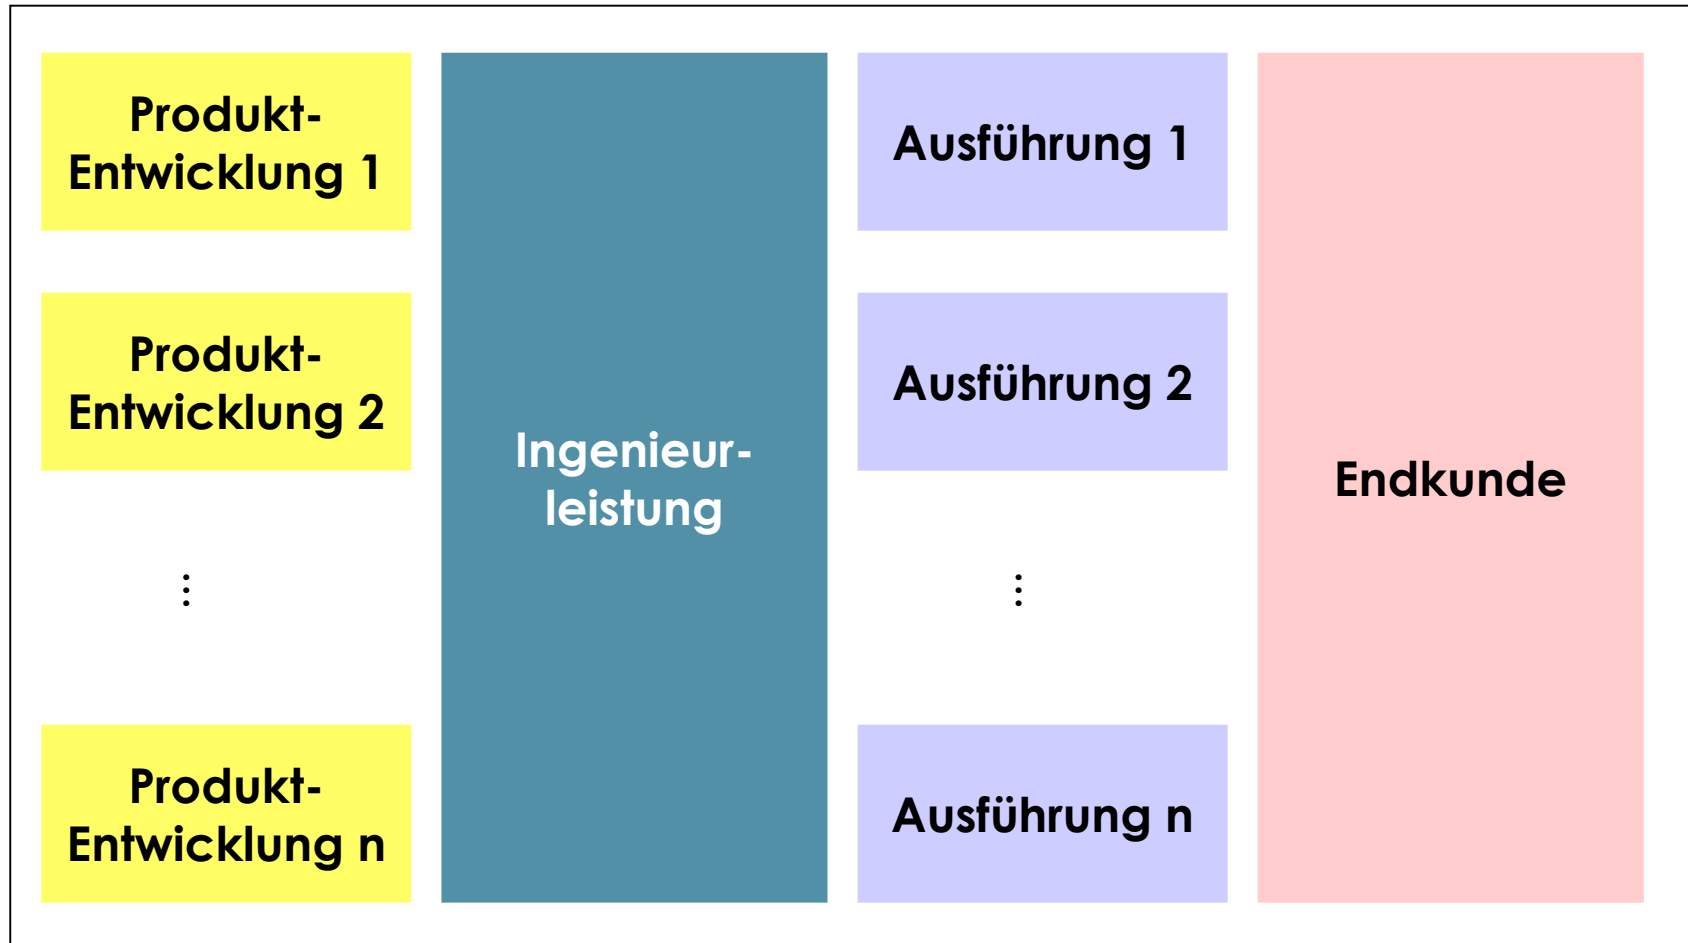 Produkt-
Entwicklung 1
Ausführung 1
Produkt-
Entwicklung 2
Ausführung 2
Ingenieur-
leistung
Endkunde
⋮
⋮
Produkt-
Entwicklung n
Ausführung n